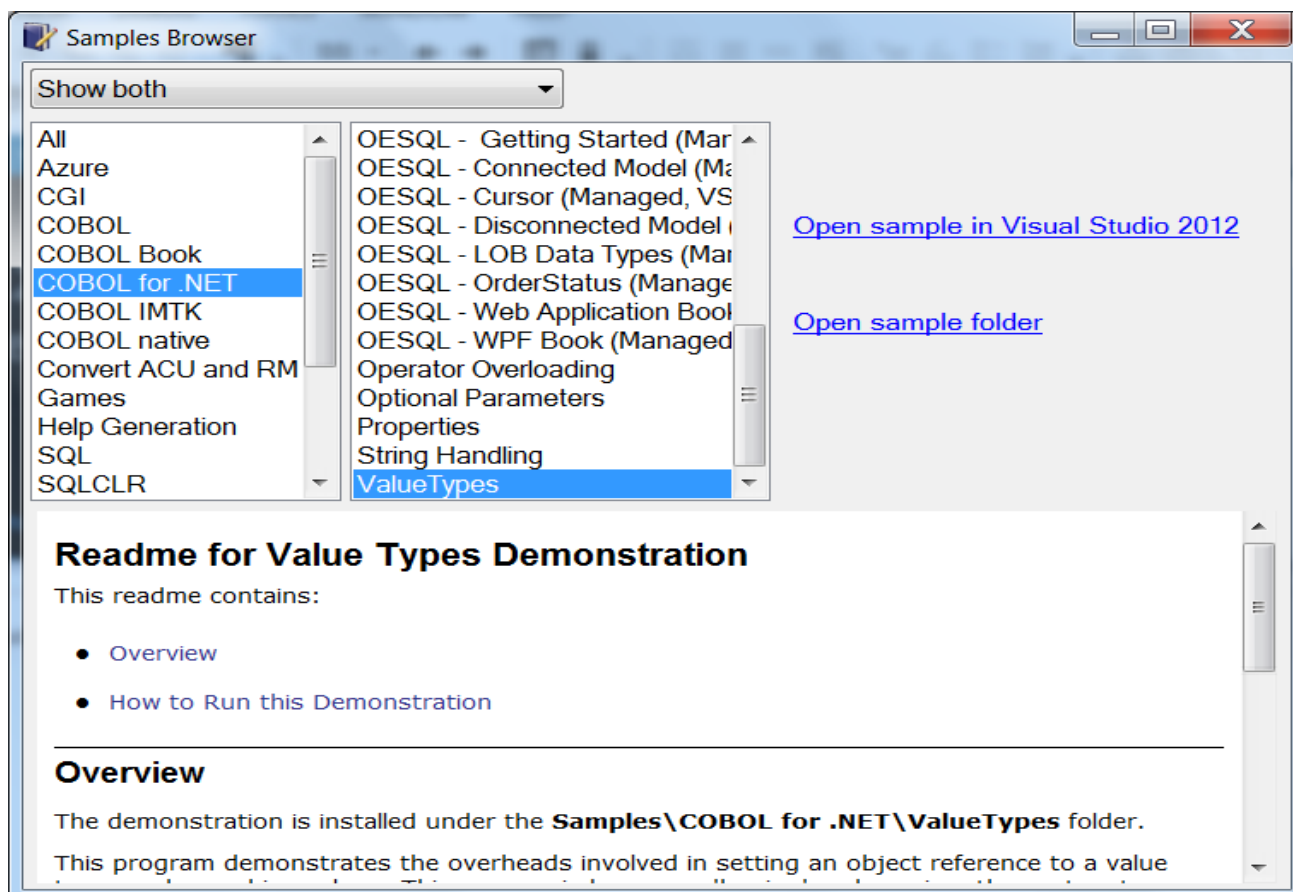 Samples Browser
Show both
All
Azure
CGI
COBOL
COBOL Book
COBOL for .NET
COBOL IMTK
COBOL native
Convert ACU and RM
Games
Help Generation
SQL
SQLCLR
OESQL -  Getting Started (Mar
OESQL - Connected Model (Ma
OESQL - Cursor (Managed, VS
OESQL - Disconnected Model (
OESQL - LOB Data Types (Mar
OESQL - OrderStatus (Manage
OESQL - Web Application Book
OESQL - WPF Book (Managed
Operator Overloading
Optional Parameters
Properties
String Handling
ValueTypes
Open sample in Visual Studio 2012
Open sample folder
Readme for Value Types Demonstration
This readme contains:
• Overview
• How to Run this Demonstration
Overview
The demonstration is installed under the Samples\COBOL for .NET\ValueTypes folder.
This program demonstrates the overheads involved in setting an object reference to a value